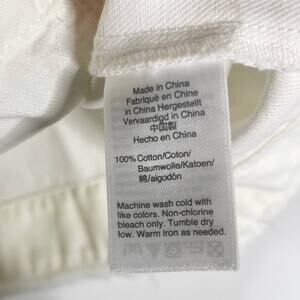 Made in China
Fabriqué en Chine
in China Hergestellt
Vervaardigd in China
中国製
Hecho en China
100% Cotton/Coton/
Baumwolle/Katoen/
綿/algodón
Machine wash cold with
like colors. Non-chlorine
bleach only. Tumble dry
low. Warm iron as needed.